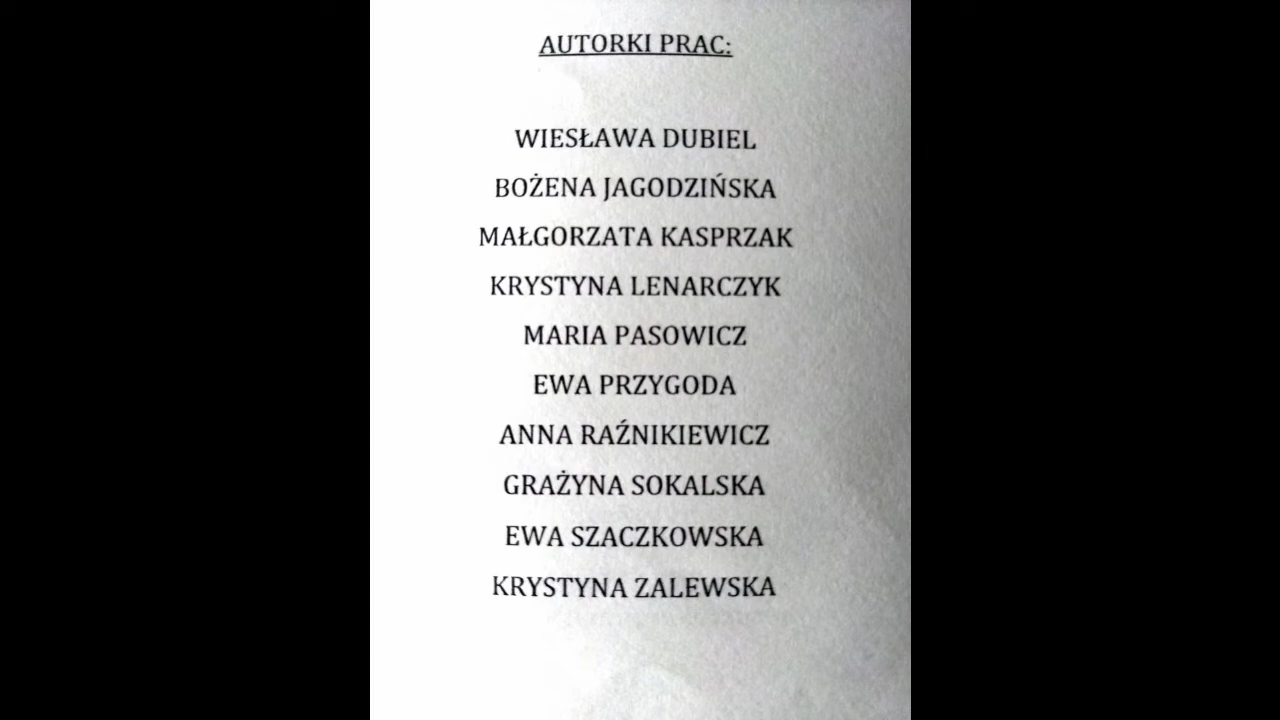 AUTORKI PRAC:
WIESŁAWA DUBIEL
BOŻENA JAGODZIŃSKA
MAŁGORZATA KASPRZAK
KRYSTYNA LENARCZYK
MARIA PASOWICZ
EWA PRZYGODA
ANNA RAŹNIKIEWICZ
GRAŻYNA SOKALSKA
EWA SZACZKOWSKA
KRYSTYNA ZALEWSKA